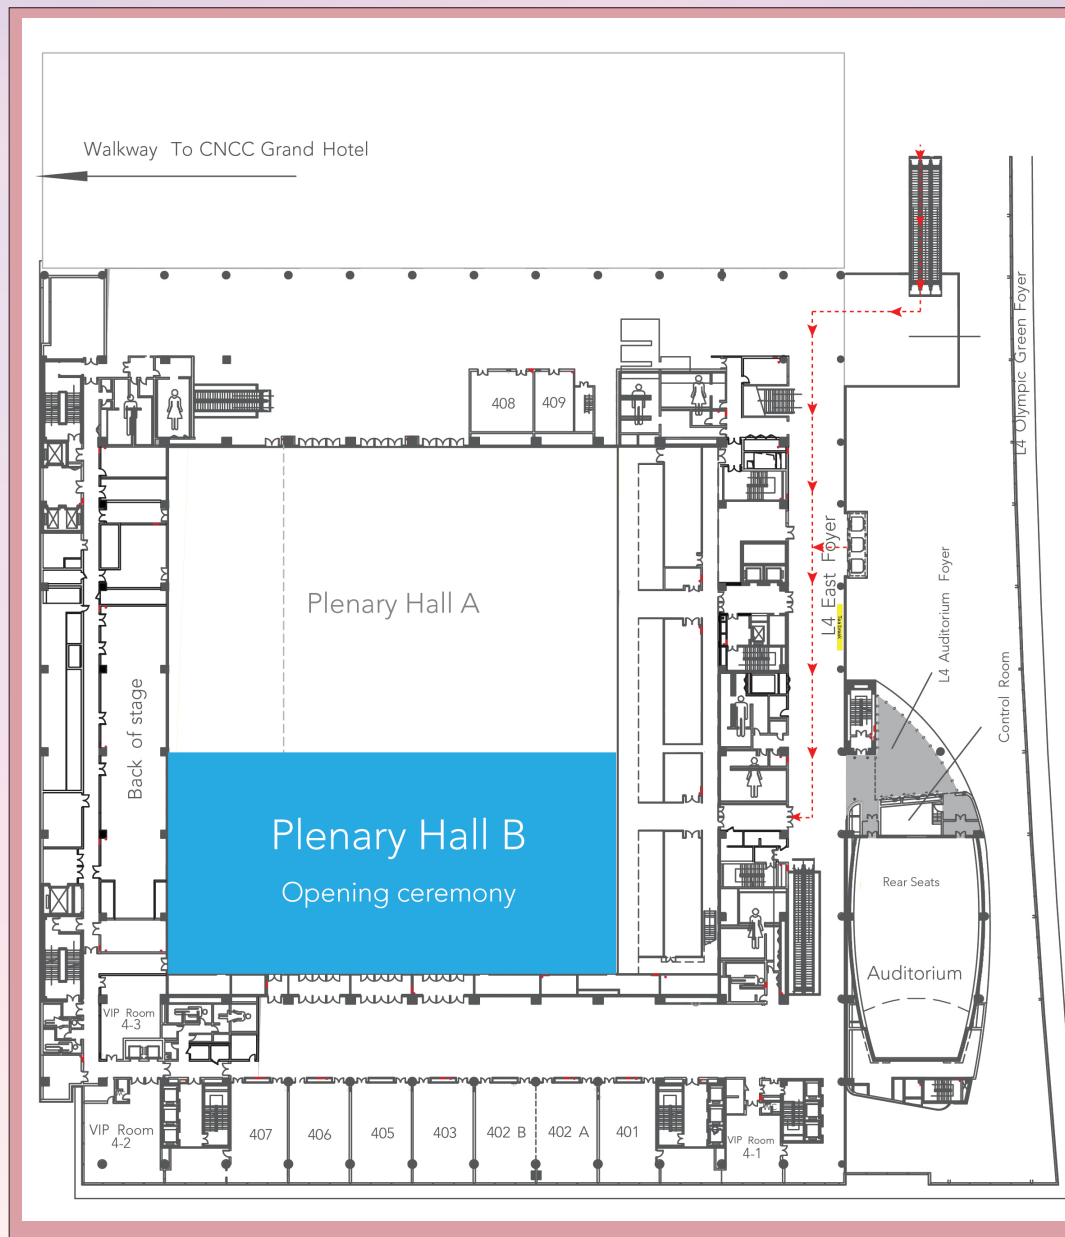 Walkway To CNCC Grand Hotel
L4 Olympic Green Foyer
408
409
L4 East Foyer
Plenary Hall A
L4 Auditorium Foyer
Control Room
Back of stage
Plenary Hall B
Opening ceremony
Rear Seats
Auditorium
VIP Room
4-3
VIP Room
4-2
407
406
405
403
402 B
402 A
401
VIP Room
4-1